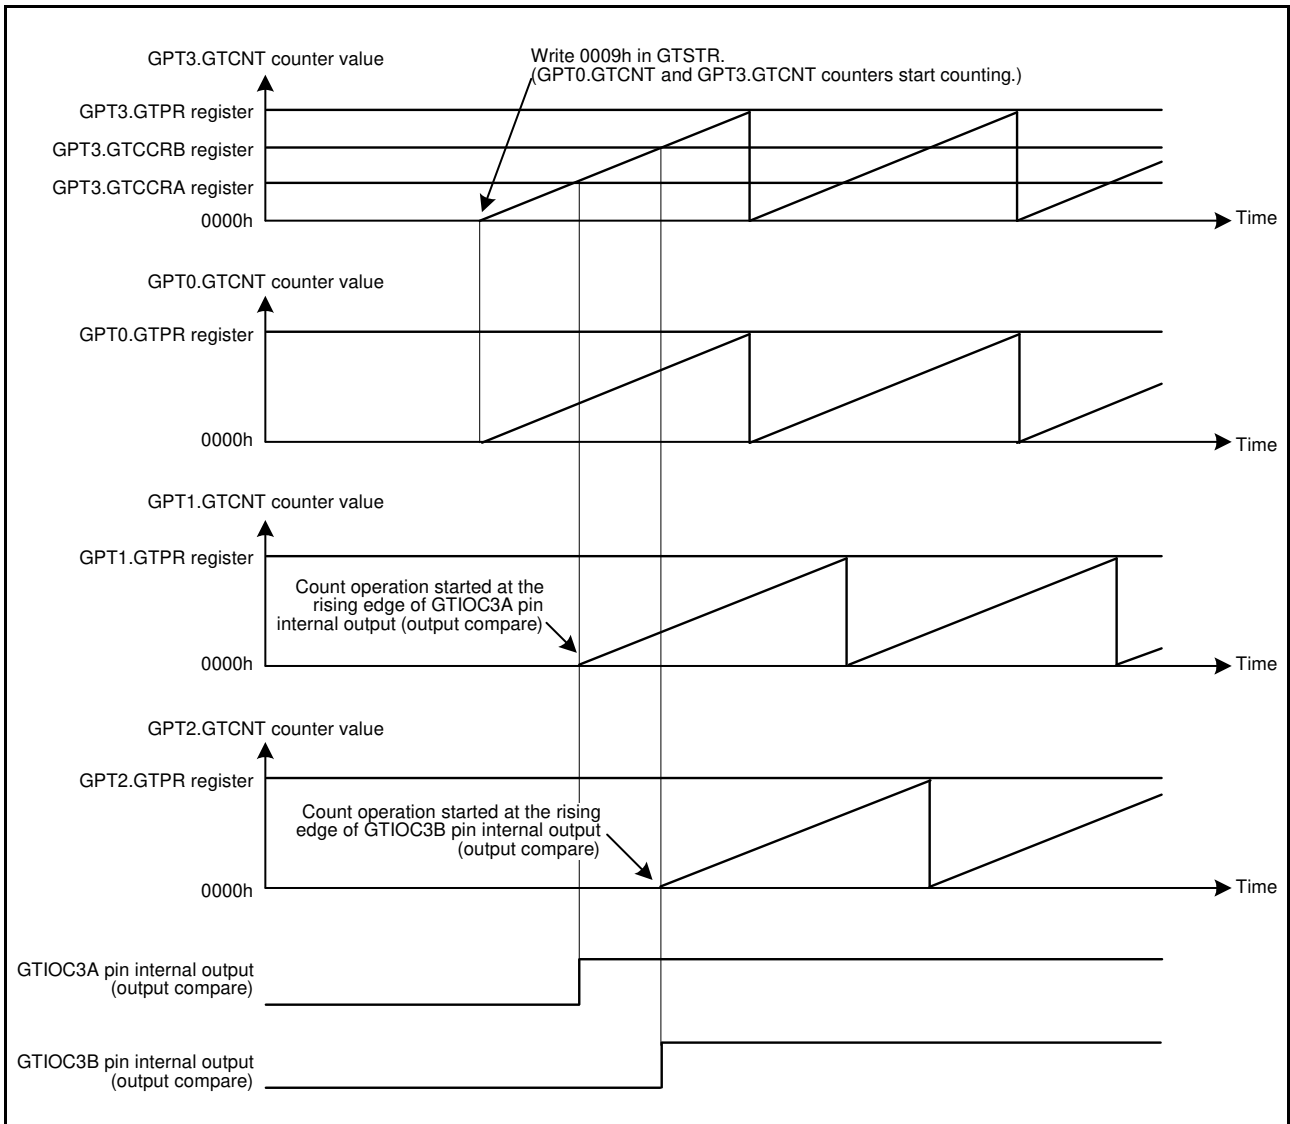 GPT3.GTCNT counter value
Write 0009h in GTSTR.
(GPT0.GTCNT and GPT3.GTCNT counters start counting.)
GPT3.GTPR register
GPT3.GTCCRB register
GPT3.GTCCRA register
0000h
Time
GPT0.GTCNT counter value
GPT0.GTPR register
0000h
Time
GPT1.GTCNT counter value
GPT1.GTPR register
Count operation started at the
rising edge of GTIOC3A pin
internal output (output compare)
0000h
Time
GPT2.GTCNT counter value
GPT2.GTPR register
Count operation started at the rising
edge of GTIOC3B pin internal output
(output compare)
0000h
Time
GTIOC3A pin internal output
(output compare)
GTIOC3B pin internal output
(output compare)